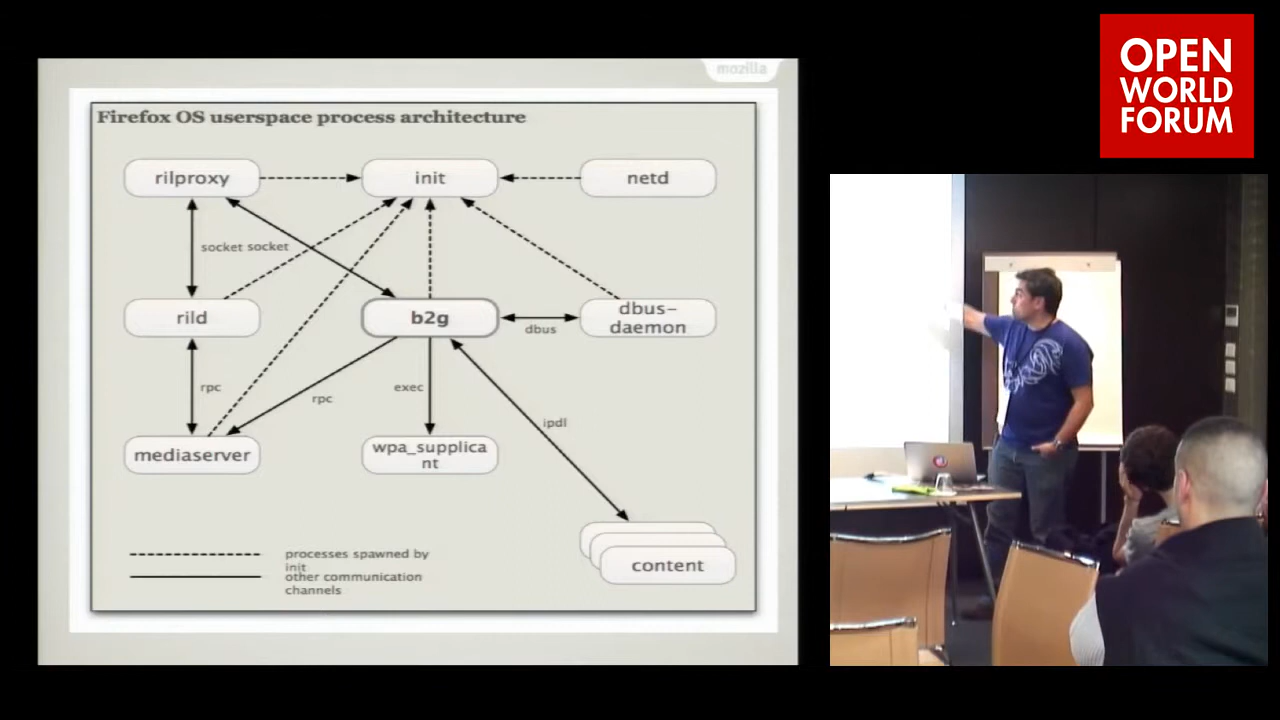 mozilla
Firefox OS userspace process architecture
rilproxy
init
netd
socket socket
rild
b2g
dbus-
daemon
dbus
rpc
rpc
exec
ipdl
mediaserver
wpa_supplica
nt
content
processes spawned by
init
other communication
channels
OPEN
WORLD
FORUM